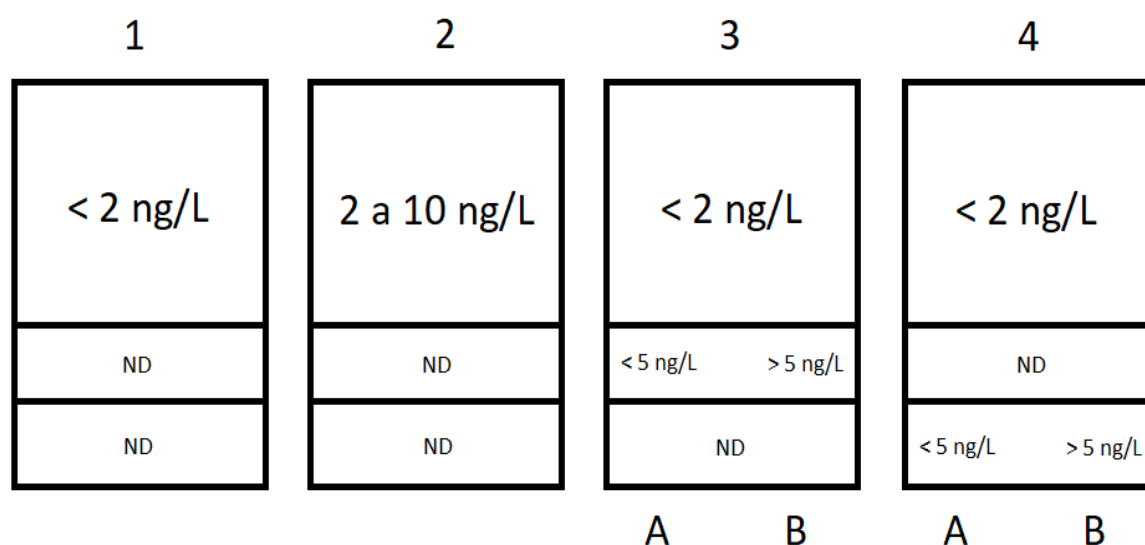 1 2 3 4
< 2 ng/L 2 a 10 ng/L < 2 ng/L < 2 ng/L
ND ND < 5 ng/L > 5 ng/L ND
ND ND ND < 5 ng/L > 5 ng/L
A B A B